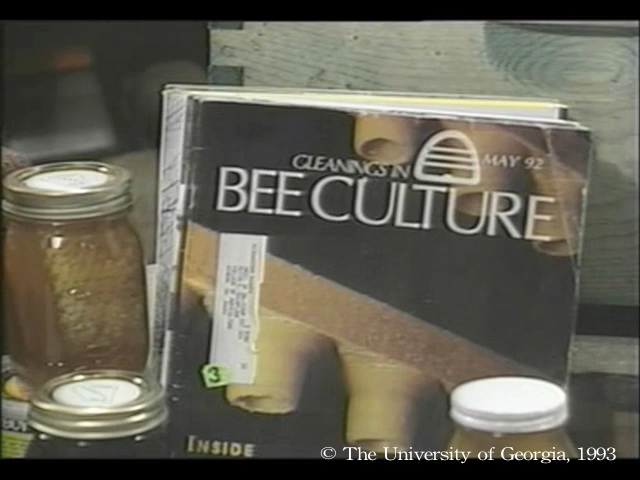 GLEANINGS IN
MAY 92
BEE CULTURE
3
INSIDE
© The University of Georgia, 1993